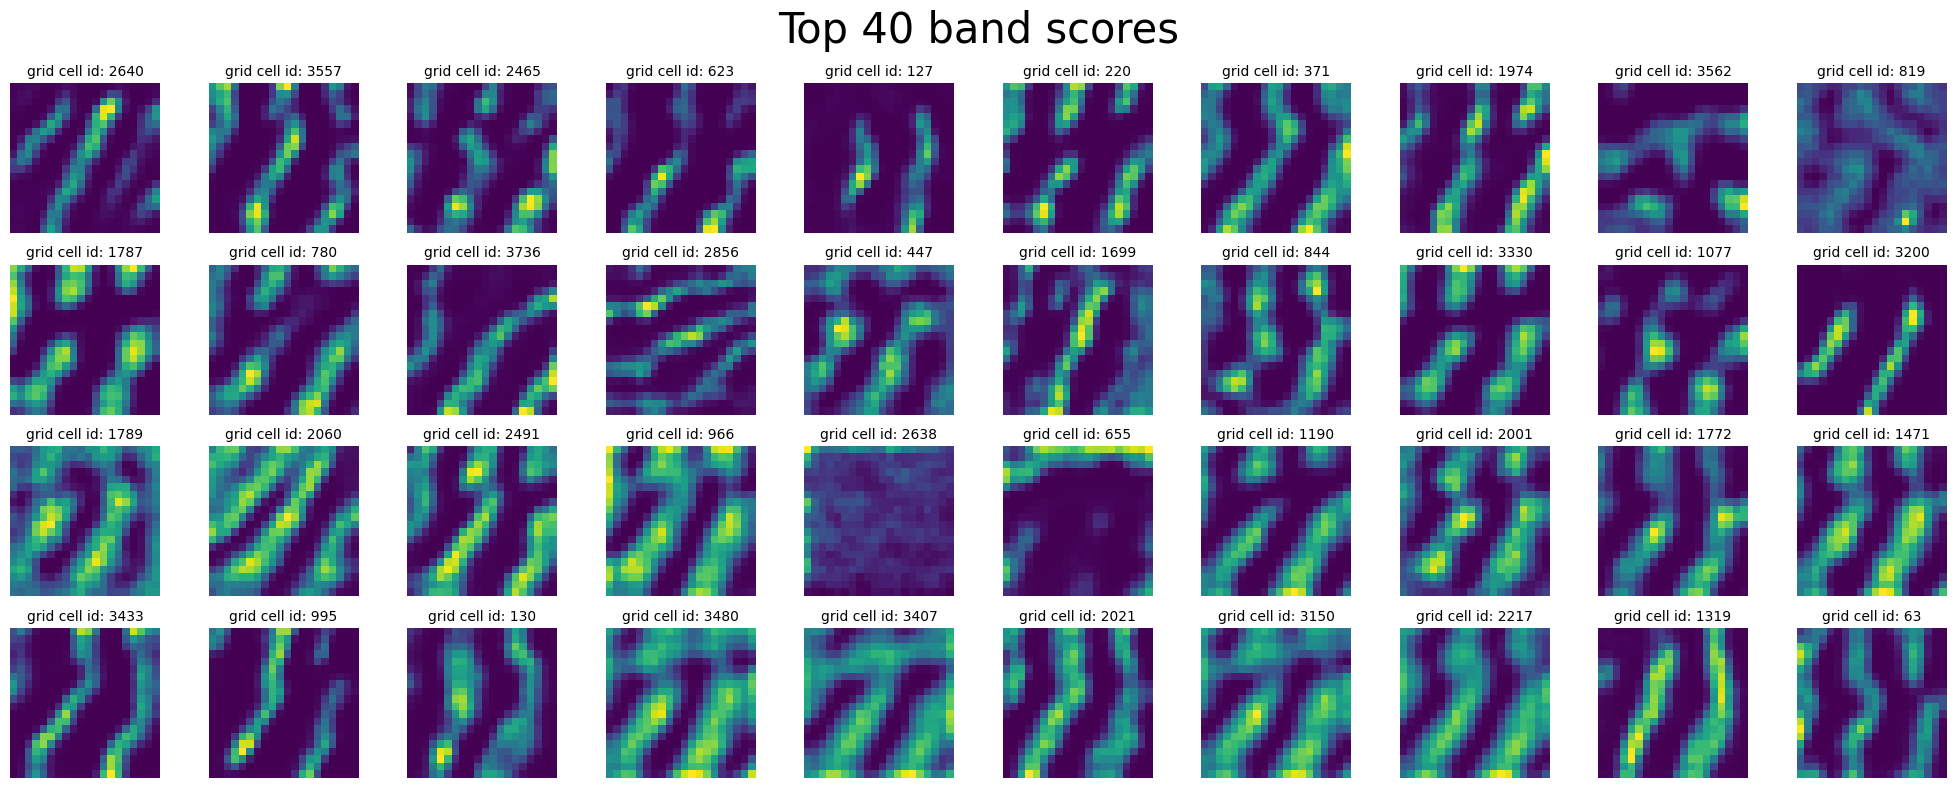 Top 40 band scores
grid cell id: 2640
grid cell id: 3557
grid cell id: 2465
grid cell id: 623
grid cell id: 127
grid cell id: 220
grid cell id: 371
grid cell id: 1974
grid cell id: 3562
grid cell id: 819
grid cell id: 1787
grid cell id: 780
grid cell id: 3736
grid cell id: 2856
grid cell id: 447
grid cell id: 1699
grid cell id: 844
grid cell id: 3330
grid cell id: 1077
grid cell id: 3200
grid cell id: 1789
grid cell id: 2060
grid cell id: 2491
grid cell id: 966
grid cell id: 2638
grid cell id: 655
grid cell id: 1190
grid cell id: 2001
grid cell id: 1772
grid cell id: 1471
grid cell id: 3433
grid cell id: 995
grid cell id: 130
grid cell id: 3480
grid cell id: 3407
grid cell id: 2021
grid cell id: 3150
grid cell id: 2217
grid cell id: 1319
grid cell id: 63